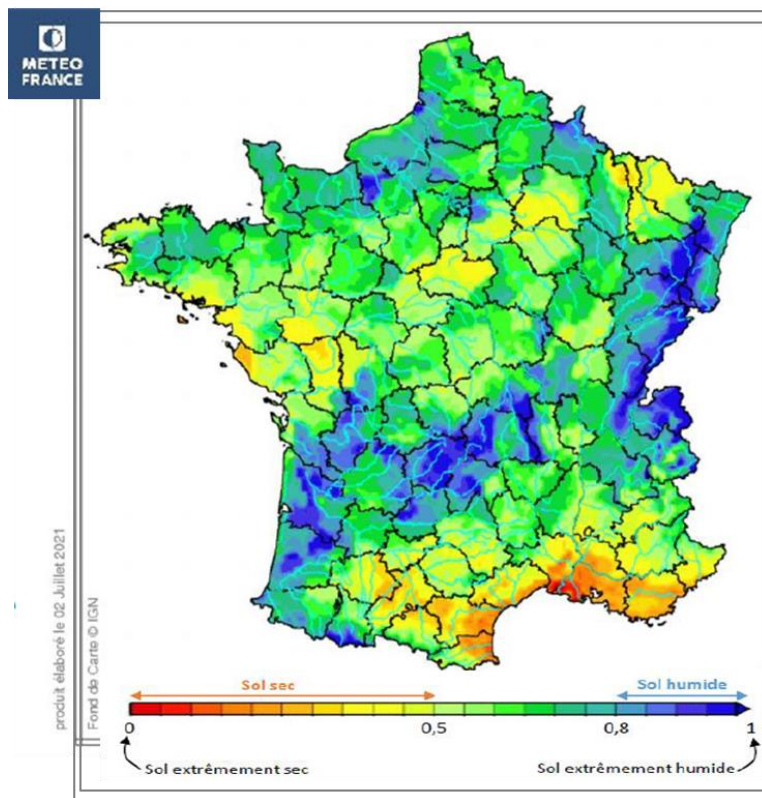 METEO
FRANCE
produit élaboré le 02 Juillet 2021
Fond de Carte © IGN
Sol sec
Sol humide
0
0,5
0,8
1
Sol extrêmement sec
Sol extrêmement humide